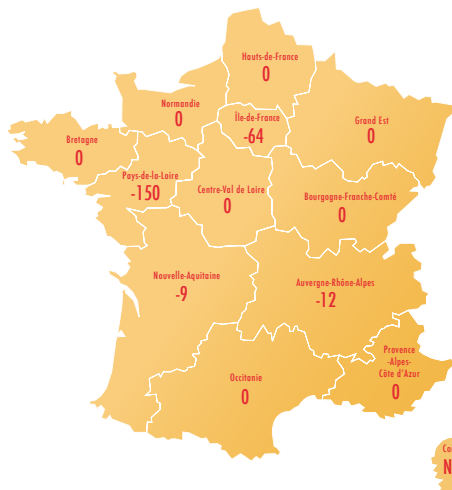 Hauts-de-France
0
Normandie
0
Île-de-France
-64
Grand Est
0
Bretagne
0
Pays-de-la-Loire
-150
Centre-Val de Loire
0
Bourgogne-Franche-Comté
0
Nouvelle-Aquitaine
-9
Auvergne-Rhône-Alpes
-12
Provence
-Alpes-
Côte d'Azur
0
Occitanie
0